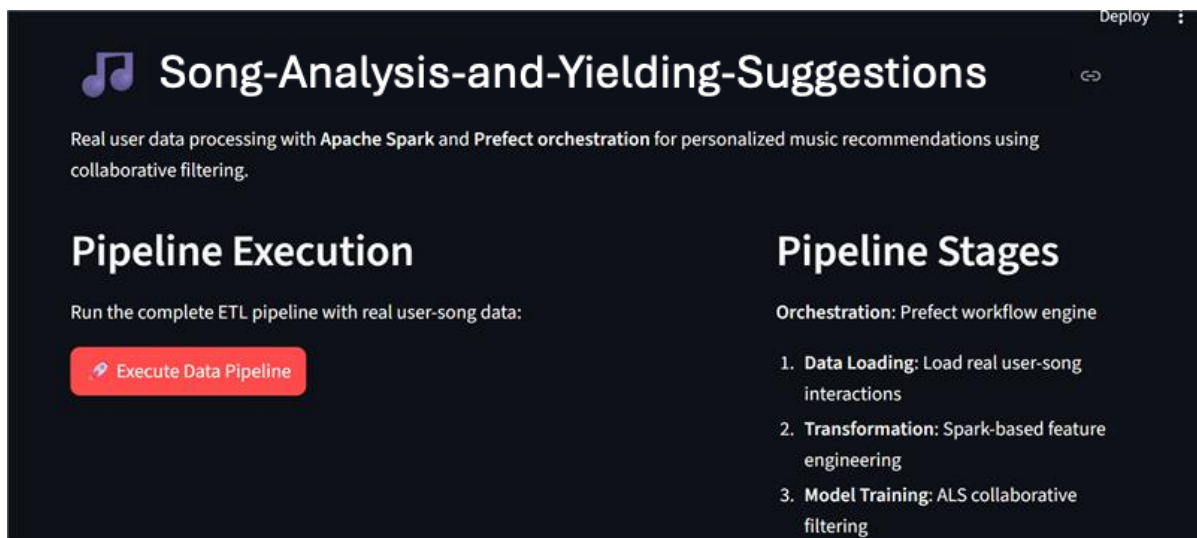 Deploy
Song-Analysis-and-Yielding-Suggestions
Real user data processing with Apache Spark and Prefect orchestration for personalized music recommendations using
collaborative filtering.
Pipeline Execution
Run the complete ETL pipeline with real user-song data:
Execute Data Pipeline
Pipeline Stages
Orchestration: Prefect workflow engine
1. Data Loading: Load real user-song
interactions
2. Transformation: Spark-based feature
engineering
3. Model Training: ALS collaborative
filtering